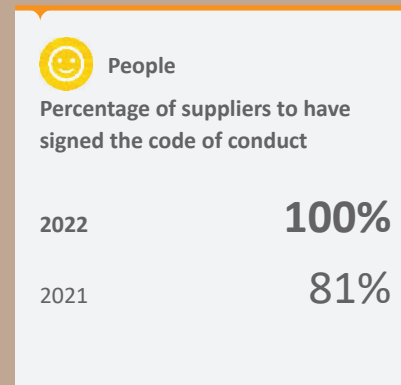 People
Percentage of suppliers to have
signed the code of conduct
2022 100%
2021 81%